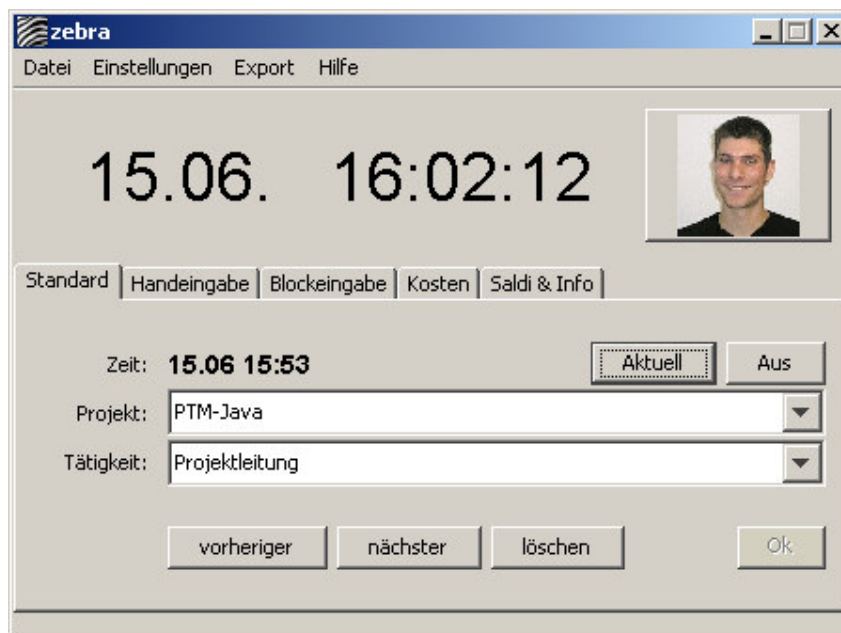 zebra
Datei Einstellungen Export Hilfe
15.06. 16:02:12
Standard Handeingabe Blockeingabe Kosten Saldi & Info
Zeit: 15.06 15:53 Aktuell Aus
Projekt: PTM-Java
Tätigkeit: Projektleitung
vorheriger nächster löschen Ok